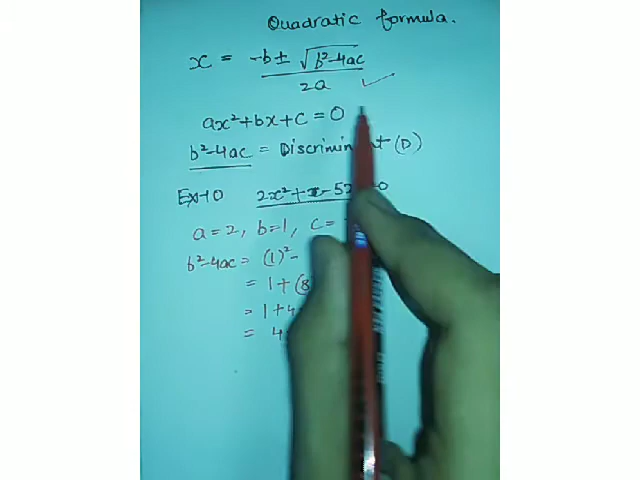 Quadratic formula.
x = -b ± √b²-4ac
2a
ax²+bx+c = 0
b²-4ac = Discriminant (D)
Ex-10 2x²+x-5
a = 2, b=1, c =
b²-4ac = (1)²-
= 1+(8
= 1+4
= 4